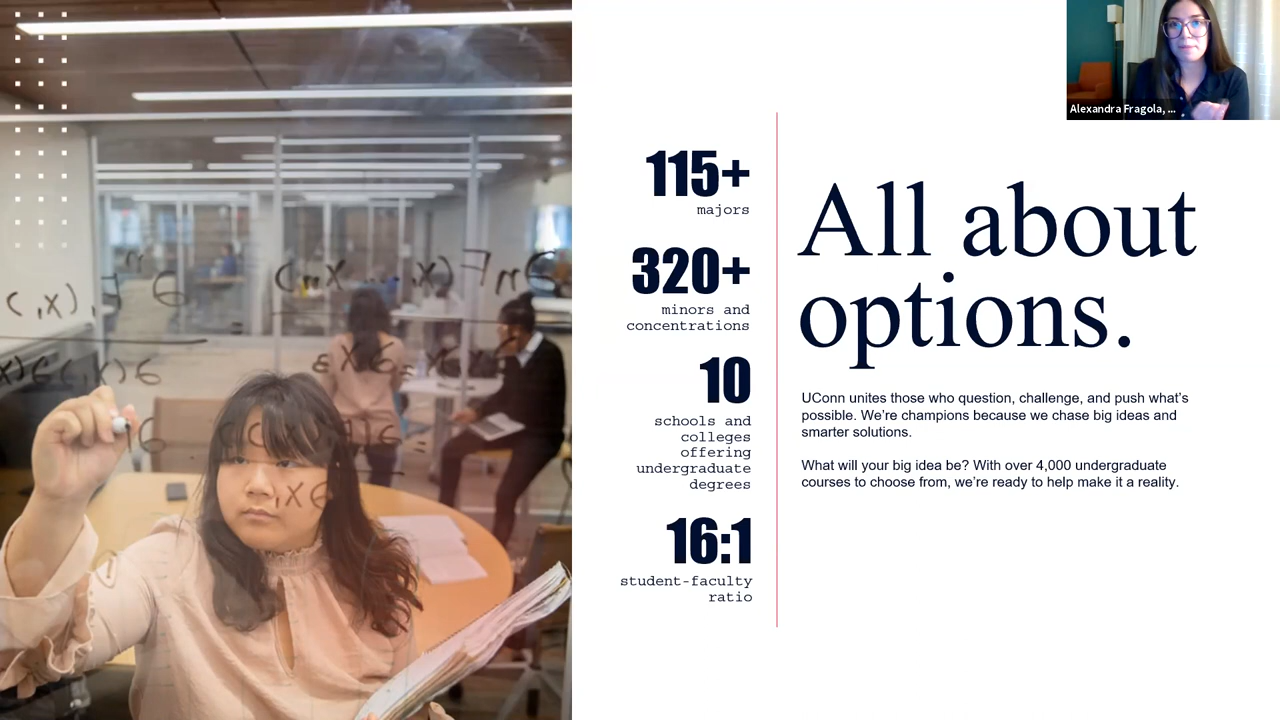 115+
majors
320+
minors and
concentrations
10
schools and
colleges
offering
undergraduate
degrees
16:1
student-faculty
ratio
All about
options.
UConn unites those who question, challenge, and push what's
possible. We're champions because we chase big ideas and
smarter solutions.
What will your big idea be? With over 4,000 undergraduate
courses to choose from, we're ready to help make it a reality.
Alexandra Fragola, ...